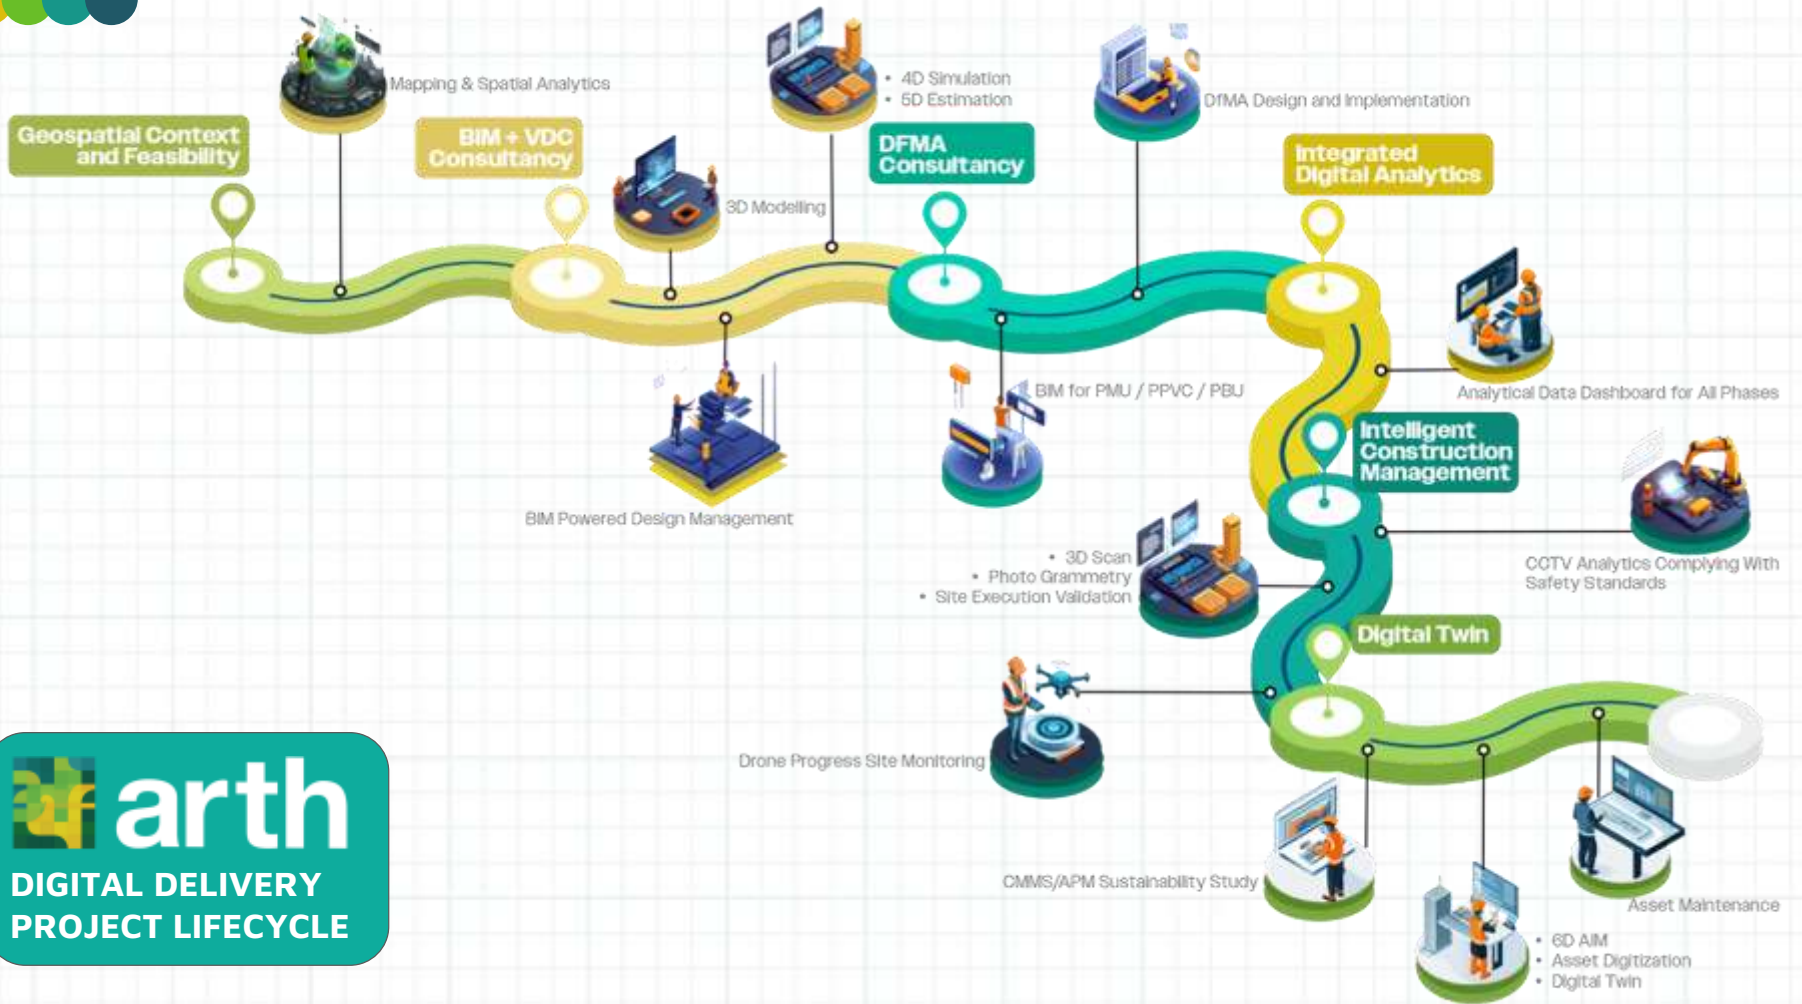 Mapping & Spatial Analytics
Geospatial Context
and Feasibility
BIM + VDC
Consultancy
3D Modelling
• 4D Simulation
• 5D Estimation
BIM Powered Design Management
DFMA
Consultancy
DfMA Design and Implementation
BIM for PMU / PPVC / PBU
Integrated
Digital Analytics
Analytical Data Dashboard for All Phases
Intelligent
Construction
Management
CCTV Analytics Complying With
Safety Standards
• 3D Scan
• Photo Grammetry
• Site Execution Validation
Drone Progress Site Monitoring
Digital Twin
CMMS/APM Sustainability Study
• 6D AIM
• Asset Digitization
• Digital Twin
Asset Maintenance
arth
DIGITAL DELIVERY
PROJECT LIFECYCLE